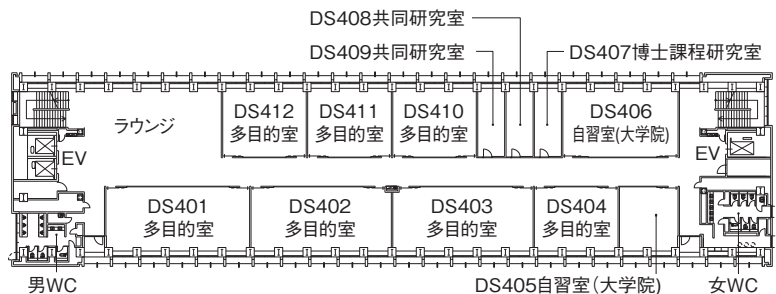 DS408共同研究室
DS409共同研究室
DS407博士課程研究室
ラウンジ
DS412
多目的室
DS411
多目的室
DS410
多目的室
DS406
自習室(大学院)
EV
EV
DS401
多目的室
DS402
多目的室
DS403
多目的室
DS404
多目的室
男WC
DS405自習室(大学院)
女WC